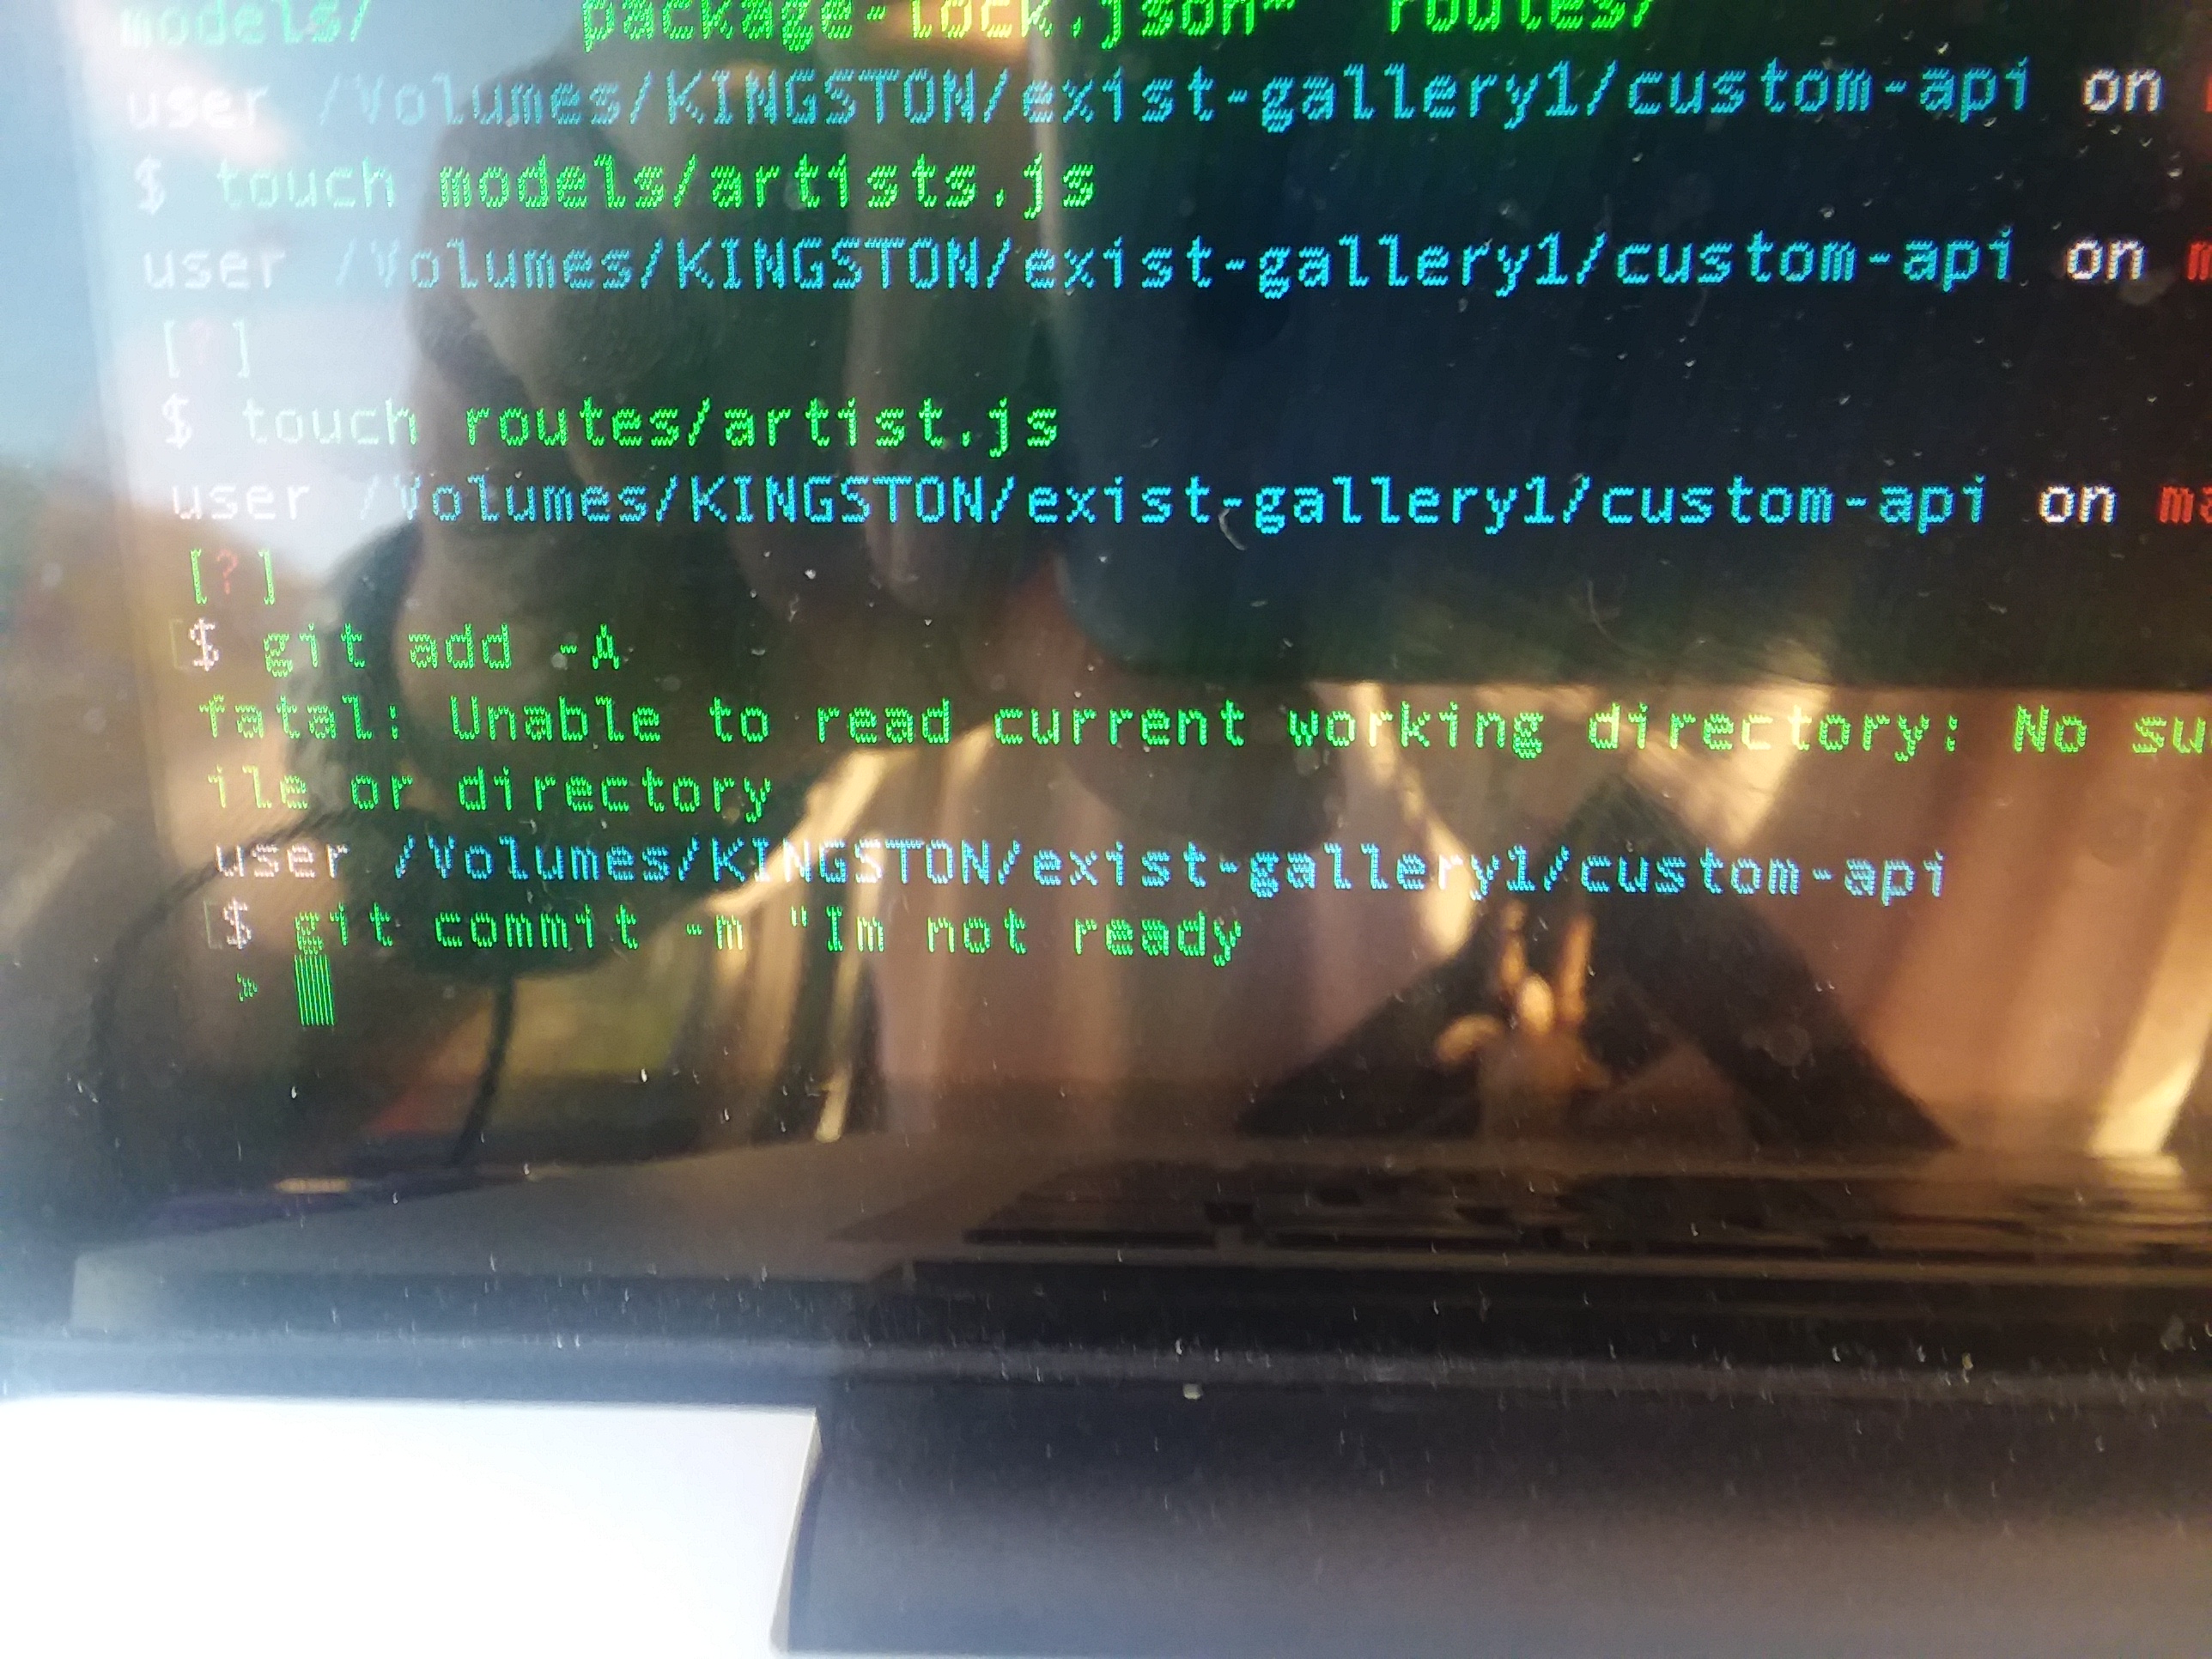 models/ package-lock.json* routes/
user /Volumes/KINGSTON/exist-gallery1/custom-api on
$ touch models/artists.js
user /Volumes/KINGSTON/exist-gallery1/custom-api on m
[?]
$ touch routes/artist.js
user /Volumes/KINGSTON/exist-gallery1/custom-api on ma
[?]
[$ git add -A
fatal: Unable to read current working directory: No su
ile or directory
user /Volumes/KINGSTON/exist-gallery1/custom-api
[$ git commit -m "Im not ready
>